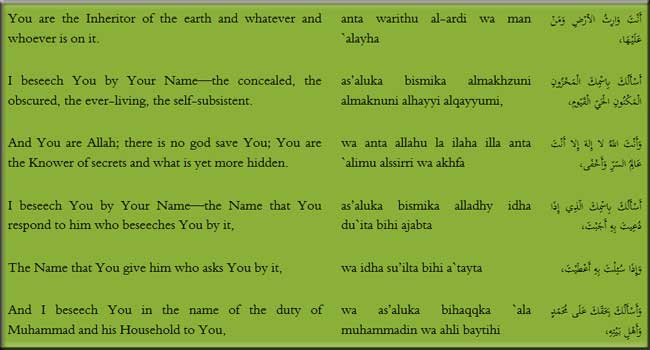 You are the Inheritor of the earth and whatever and
whoever is on it.
anta warithu al-ardi wa man
`alayha
أَنْتَ وَارِثُ الأَرْضِ وَمَنْ
عَلَيْهَا،
I beseech You by Your Name—the concealed, the
obscured, the ever-living, the self-subsistent.
as’aluka bismika almakhzuni
almaknuni alhayyi alqayyumi,
أَسْأَلُكَ بِاسْمِكَ الْمَخْزُونِ
الْمَكْنُونِ الْحَيِّ الْقَيُّومِ،
And You are Allah; there is no god save You; You are
the Knower of secrets and what is yet more hidden.
wa anta allahu la ilaha illa anta
`alimu alssirri wa akhfa
وَأَنْتَ اللهُ لا إِلهَ إِلا أَنْتَ
عَالِمُ السِّرِّ وَأَخْفَى،
I beseech You by Your Name—the Name that You
respond to him who beseeches You by it,
as’aluka bismika alladhy idha
du`ita bihi ajabta
أَسْأَلُكَ بِاسْمِكَ الَّذِي إِذَا
دُعِيتَ بِهِ أَجَبْتَ،
The Name that You give him who asks You by it,
wa idha su’ilta bihi a`tayta
وَإِذَا سُئِلْتَ بِهِ أَعْطَيْتَ،
And I beseech You in the name of the duty of
Muhammad and his Household to You,
wa as’aluka bihaqqka `ala
muhammadin wa ahli baytihi
وَأَسْأَلُكَ بِحَقِّكَ عَلَى مُحَمَّدٍ
وَأَهْلِ بَيْتِهِ،